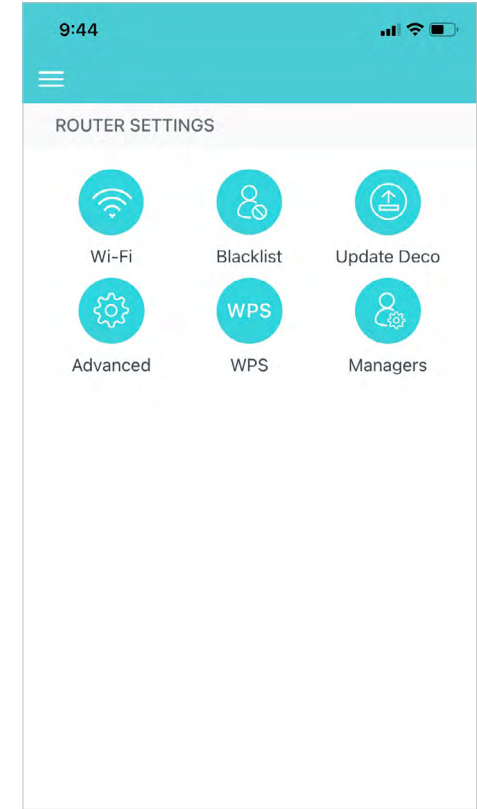 9:44
ROUTER SETTINGS
Wi-Fi Blacklist Update Deco
WPS
Advanced WPS Managers